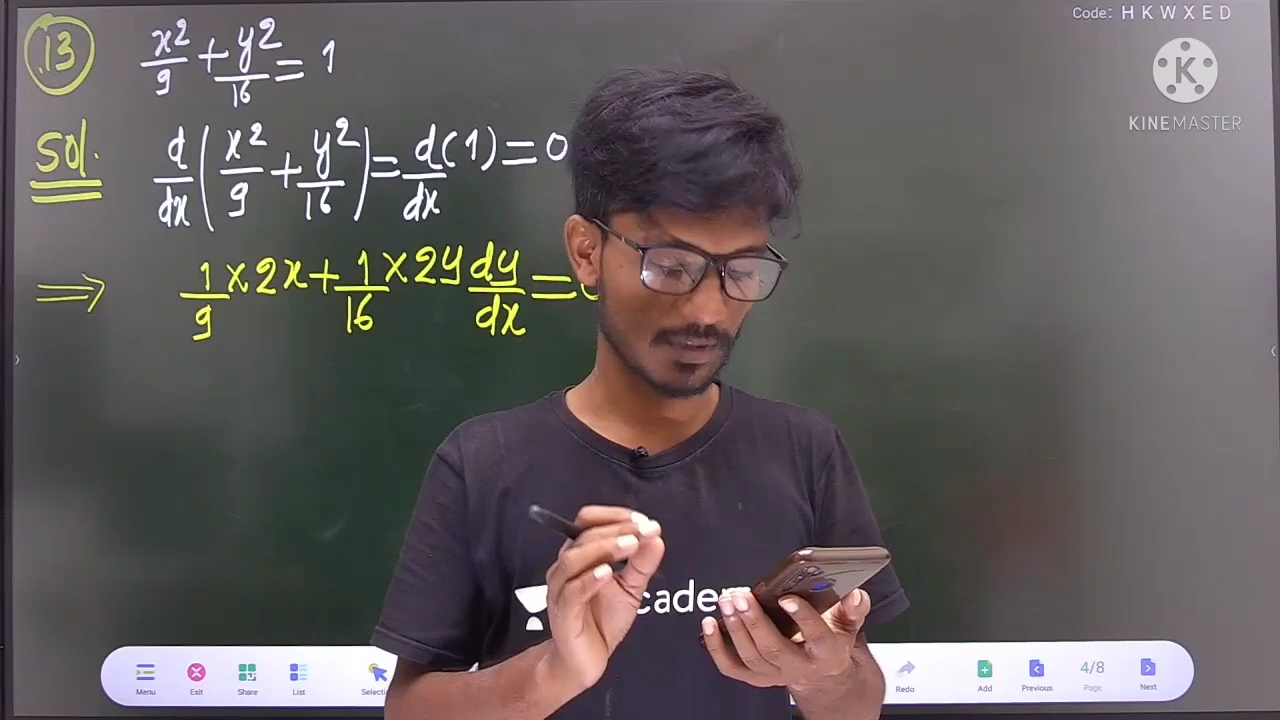 Code: HKWXED
KINEMASTER
13 x²/9 + y²/16 = 1
Sol. d/dx (x²/9 + y²/16) = d/dx (1) = 0
⇒ 1/9 × 2x + 1/16 × 2y dy/dx =
Menu Exit Share List Redo Add Previous 4/8 Page Next